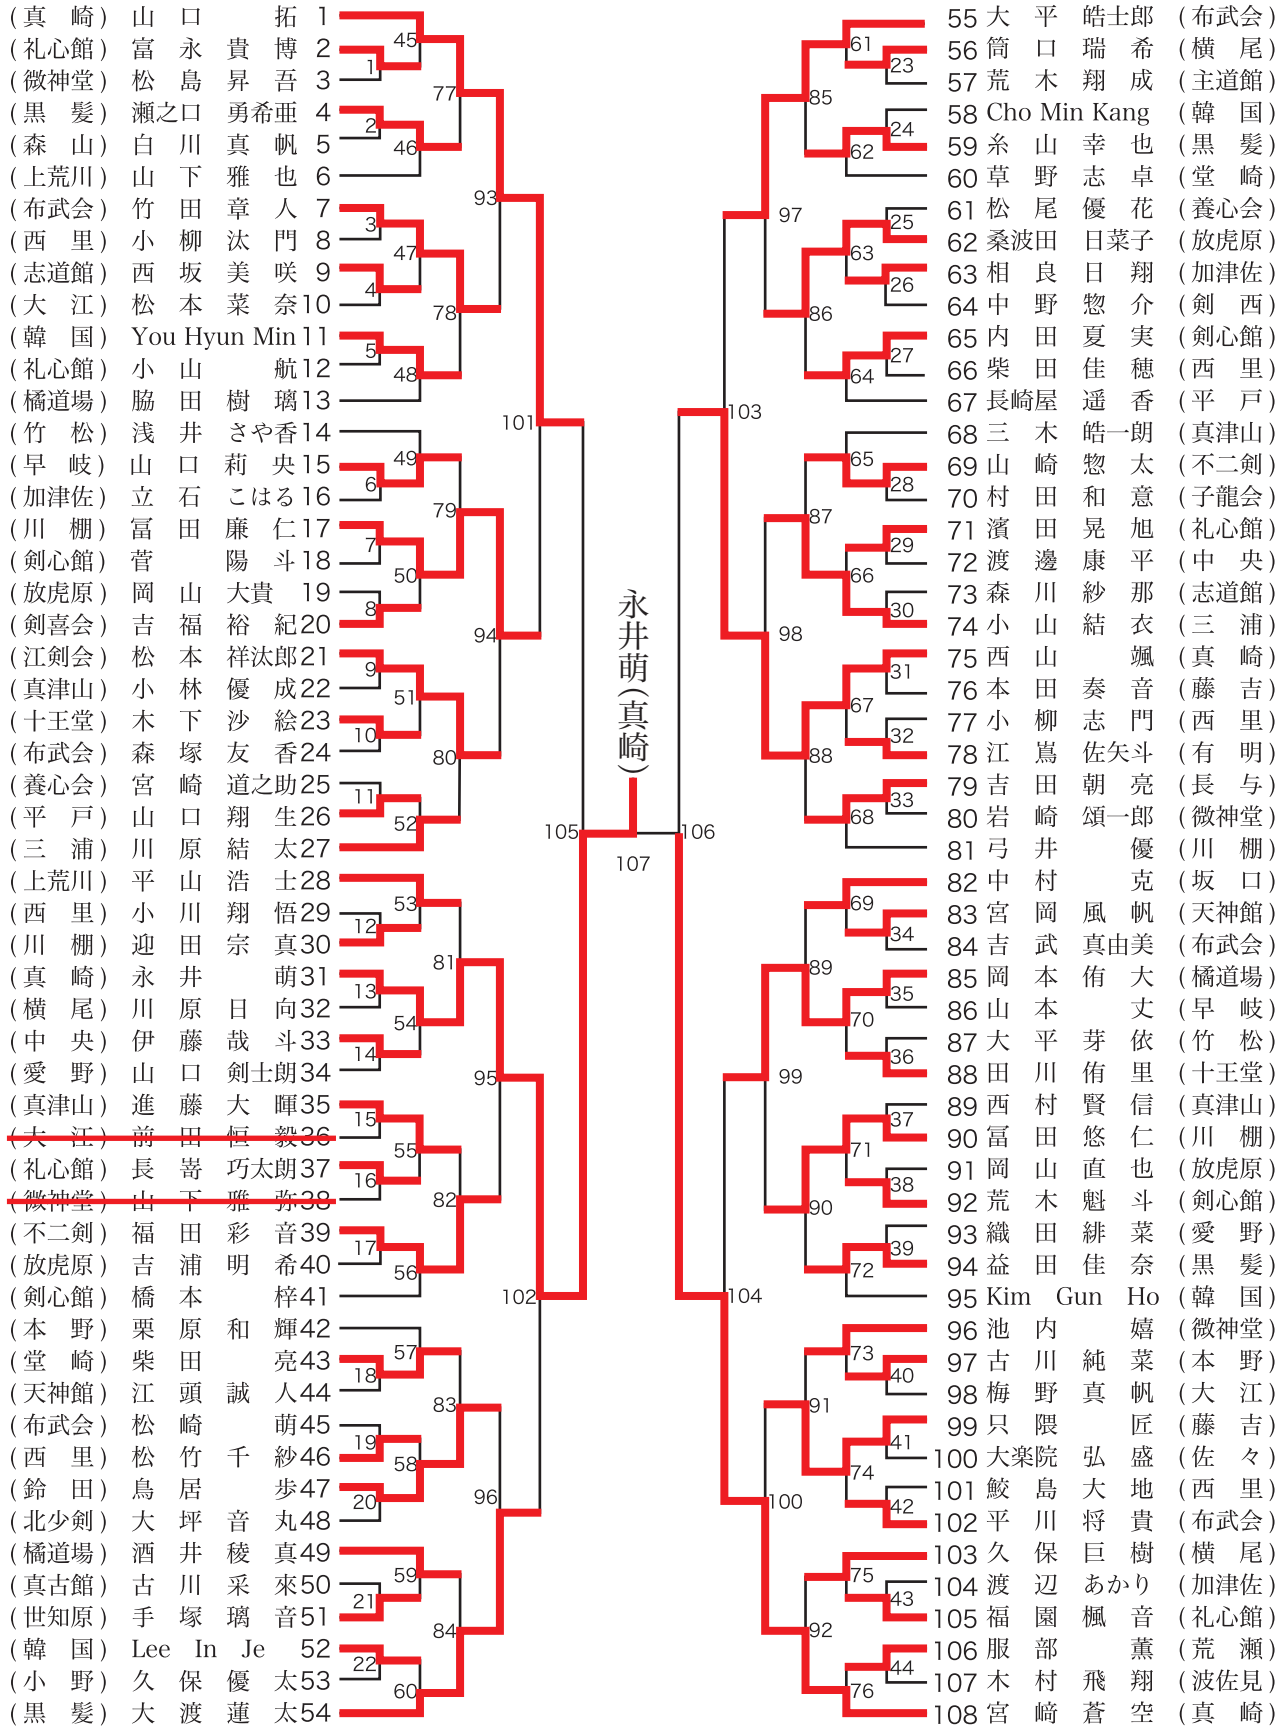 (真　崎) 山　口　　　拓 1
(礼心館) 富　永　貴　博 2
(微神堂) 松　島　昇　吾 3
(黒　髪) 瀬之口　勇希亜 4
(森　山) 白　川　真　帆 5
(上荒川) 山　下　雅　也 6
(布武会) 竹　田　章　人 7
(西　里) 小　柳　汰　門 8
(志道館) 西　坂　美　咲 9
(大　江) 松　本　菜　奈 10
(韓　国) You Hyun Min 11
(礼心館) 小　山　　　航 12
(橘道場) 脇　田　樹　璃 13
(竹　松) 浅　井　さや香 14
(早　岐) 山　口　莉　央 15
(加津佐) 立　石　こはる 16
(川　棚) 冨　田　廉　仁 17
(剣心館) 菅　　　陽　斗 18
(放虎原) 岡　山　大貴 19
(剣喜会) 吉　福　裕　紀 20
(江剣会) 松　本　祥汰郎 21
(真津山) 小　林　優　成 22
(十王堂) 木　下　沙　絵 23
(布武会) 森　塚　友　香 24
(養心会) 宮　崎　道之助 25
(平　戸) 山　口　翔　生 26
(三　浦) 川　原　結　太 27
(上荒川) 平　山　浩　士 28
(西　里) 小　川　翔　悟 29
(川　棚) 迎　田　宗　真 30
(真　崎) 永　井　　　萌 31
(横　尾) 川　原　日　向 32
(中　央) 伊　藤　哉　斗 33
(愛　野) 山　口　剣士朗 34
(真津山) 進　藤　大　暉 35
(大　江) 前　田　恒　毅 36
(礼心館) 長　嵜　巧太朗 37
(微神堂) 山　下　雅　弥 38
(不二剣) 福　田　彩　音 39
(放虎原) 吉　浦　明　希 40
(剣心館) 橋　本　　　梓 41
(本　野) 栗　原　和　輝 42
(堂　崎) 柴　田　　　亮 43
(天神館) 江　頭　誠　人 44
(布武会) 松　崎　　　萌 45
(西　里) 松　竹　千　紗 46
(鈴　田) 鳥　居　　　歩 47
(北少剣) 大　坪　音　丸 48
(橘道場) 酒　井　稜　真 49
(真古館) 古　川　采　來 50
(世知原) 手　塚　璃　音 51
(韓　国) Lee In Je 52
(小　野) 久　保　優　太 53
(黒　髪) 大　渡　蓮　太 54
1
2
3
4
5
6
7
8
9
10
11
12
13
14
15
16
17
18
19
20
21
22
45
46
47
48
49
50
51
52
53
54
55
56
57
58
59
60
77
78
79
80
81
82
83
84
93
94
95
96
101
102
105
永井萌(真崎)
107
106
103
104
97
98
99
100
85
86
87
88
89
90
91
92
61
62
63
64
65
66
67
68
69
70
71
72
73
74
75
76
23
24
25
26
27
28
29
30
31
32
33
34
35
36
37
38
39
40
41
42
43
44
55 大　平　皓士郎 (布武会)
56 筒　口　瑞　希 (横　尾)
57 荒　木　翔　成 (主道館)
58 Cho Min Kang (韓　国)
59 糸　山　幸　也 (黒　髪)
60 草　野　志　卓 (堂　崎)
61 松　尾　優　花 (養心会)
62 桑波田　日菜子 (放虎原)
63 相　良　日　翔 (加津佐)
64 中　野　惣　介 (剣　西)
65 内　田　夏　実 (剣心館)
66 柴　田　佳　穂 (西　里)
67 長崎屋　遥　香 (平　戸)
68 三　木　皓一朗 (真津山)
69 山　崎　惣　太 (不二剣)
70 村　田　和　意 (子龍会)
71 濱　田　晃　旭 (礼心館)
72 渡　邊　康　平 (中　央)
73 森　川　紗　那 (志道館)
74 小　山　結　衣 (三　浦)
75 西　山　　　颯 (真　崎)
76 本　田　奏　音 (藤　吉)
77 小　柳　志　門 (西　里)
78 江　嶌　佐矢斗 (有　明)
79 吉　田　朝　亮 (長　与)
80 岩　崎　頌一郎 (微神堂)
81 弓　井　　　優 (川　棚)
82 中　村　　　克 (坂　口)
83 宮　岡　風　帆 (天神館)
84 吉　武　真由美 (布武会)
85 岡　本　侑　大 (橘道場)
86 山　本　　　丈 (早　岐)
87 大　平　芽　依 (竹　松)
88 田　川　侑　里 (十王堂)
89 西　村　賢　信 (真津山)
90 冨　田　悠　仁 (川　棚)
91 岡　山　直　也 (放虎原)
92 荒　木　魁　斗 (剣心館)
93 織　田　緋　菜 (愛　野)
94 益　田　佳　奈 (黒　髪)
95 Kim Gun Ho (韓　国)
96 池　内　　　嬉 (微神堂)
97 古　川　純　菜 (本　野)
98 梅　野　真　帆 (大　江)
99 只　隈　　　匠 (藤　吉)
100 大楽院　弘　盛 (佐　々)
101 鮫　島　大　地 (西　里)
102 平　川　将　貴 (布武会)
103 久　保　巨　樹 (横　尾)
104 渡　辺　あかり (加津佐)
105 福　園　楓　音 (礼心館)
106 服　部　　　薫 (荒　瀬)
107 木　村　飛　翔 (波佐見)
108 宮　﨑　蒼　空 (真　崎)